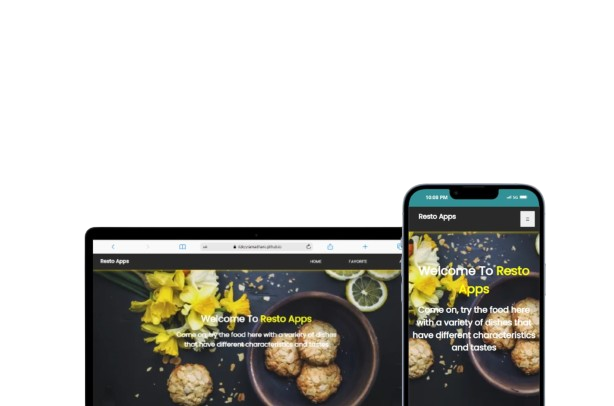 Resto Apps
HOME
FAVORITE
Welcome To Resto Apps
Come on, try the food here with a variety of dishes
that have different characteristics and tastes
10:08 PM
5G
Resto Apps
Welcome To Resto
Apps
Come on, try the food here
with a variety of dishes that
have different characteristics
and tastes